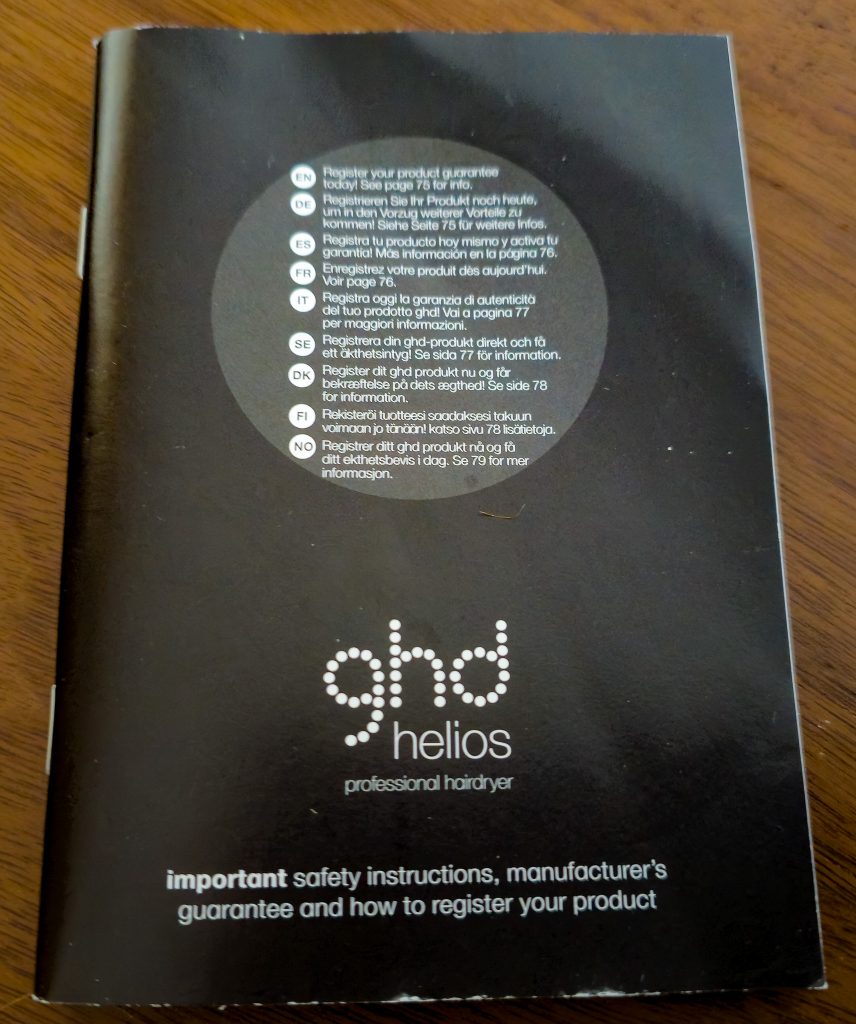 EN Register your product guarantee
today! See page 75 for info.
DE Registrieren Sie Ihr Produkt noch heute,
um in den Vorzug weiterer Vorteile zu
kommen! Siehe Seite 75 für weitere Infos.
ES Registra tu producto hoy mismo y activa tu
garantía! Más información en la página 76.
FR Enregistrez votre produit dès aujourd'hui.
Voir page 76.
IT Registra oggi la garanzia di autenticità
del tuo prodotto ghd! Vai a pagina 77
per maggiori informazioni.
SE Registrera din ghd-produkt direkt och få
ett äkthetsintyg! Se sida 77 för information.
DK Register dit ghd produkt nu og får
bekræftelse på dets ægthed! Se side 78
for information.
FI Rekisteröi tuotteesi saadaksesi takuun
voimaan jo tänään! katso sivu 78 lisätietoja.
NO Registrer ditt ghd produkt nå og få
ditt ekthetsbevis i dag. Se 79 for mer
informasjon.
ghd
helios
professional hairdryer
important safety instructions, manufacturer's
guarantee and how to register your product